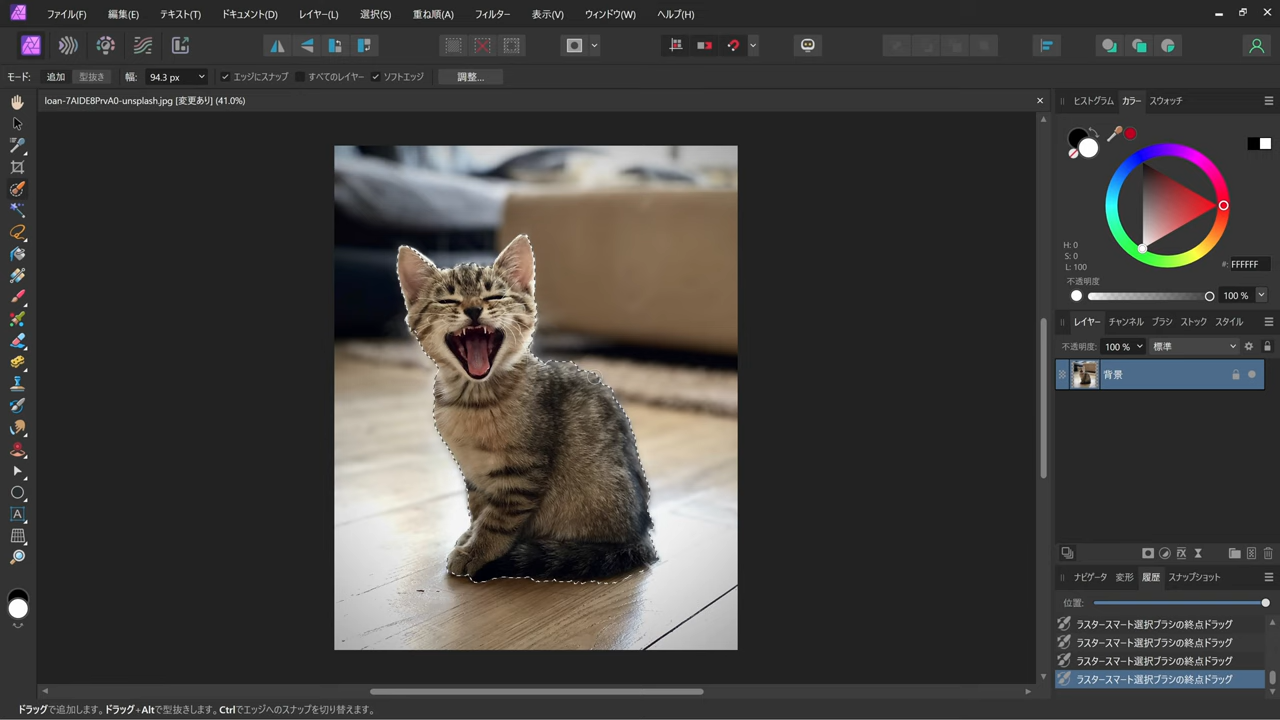 ファイル(F) 編集(E) テキスト(T) ドキュメント(D) レイヤー(L) 選択(S) 重ね順(A) フィルター 表示(V) ウィンドウ(W) ヘルプ(H)
モード: 追加 型抜き 幅: 94.3 px エッジにスナップ すべてのレイヤー ソフトエッジ 調整...
loan-7AIDE8PrvA0-unsplash.jpg [変更あり] (41.0%)
ヒストグラム カラー スウォッチ
H: 0
S: 0
L: 100
#: FFFFFF
不透明度
100 %
レイヤー チャンネル ブラシ ストック スタイル
不透明度: 100 % 標準
背景
fx
ナビゲータ 変形 履歴 スナップショット
位置:
ラスタースマート選択ブラシの終点ドラッグ
ラスタースマート選択ブラシの終点ドラッグ
ラスタースマート選択ブラシの終点ドラッグ
ラスタースマート選択ブラシの終点ドラッグ
A
ドラッグで追加します。ドラッグ+Altで型抜きします。Ctrlでエッジへのスナップを切り替えます。